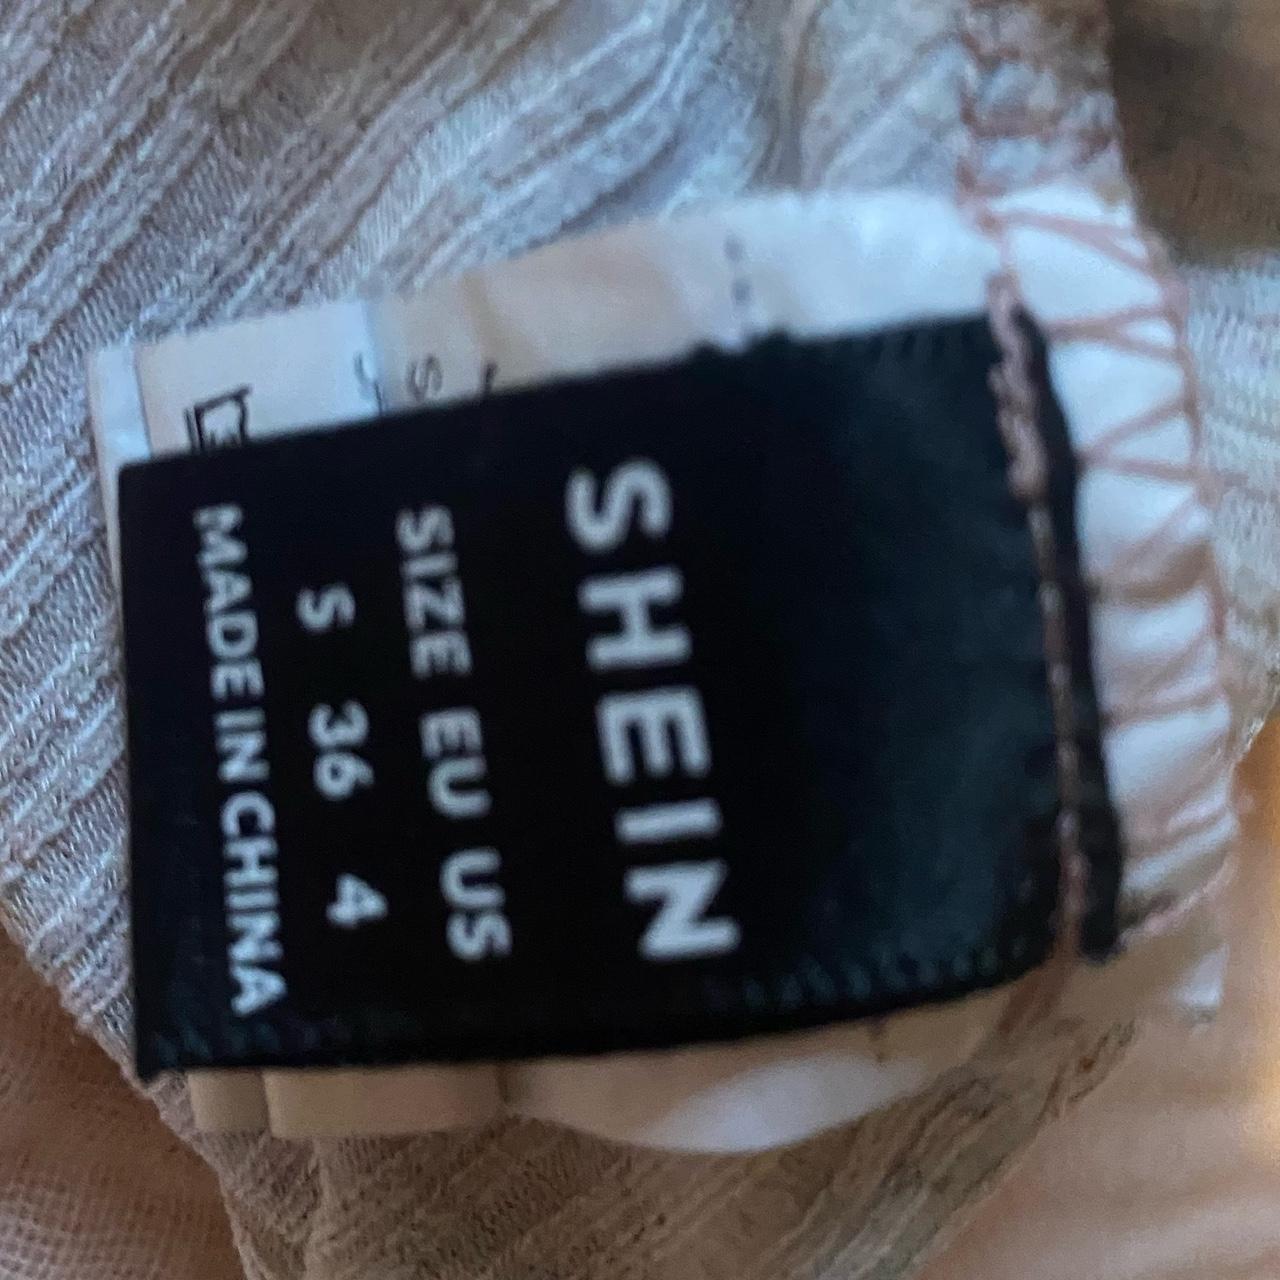 SHEIN
SIZE EU US
S 36 4
MADE IN CHINA
S